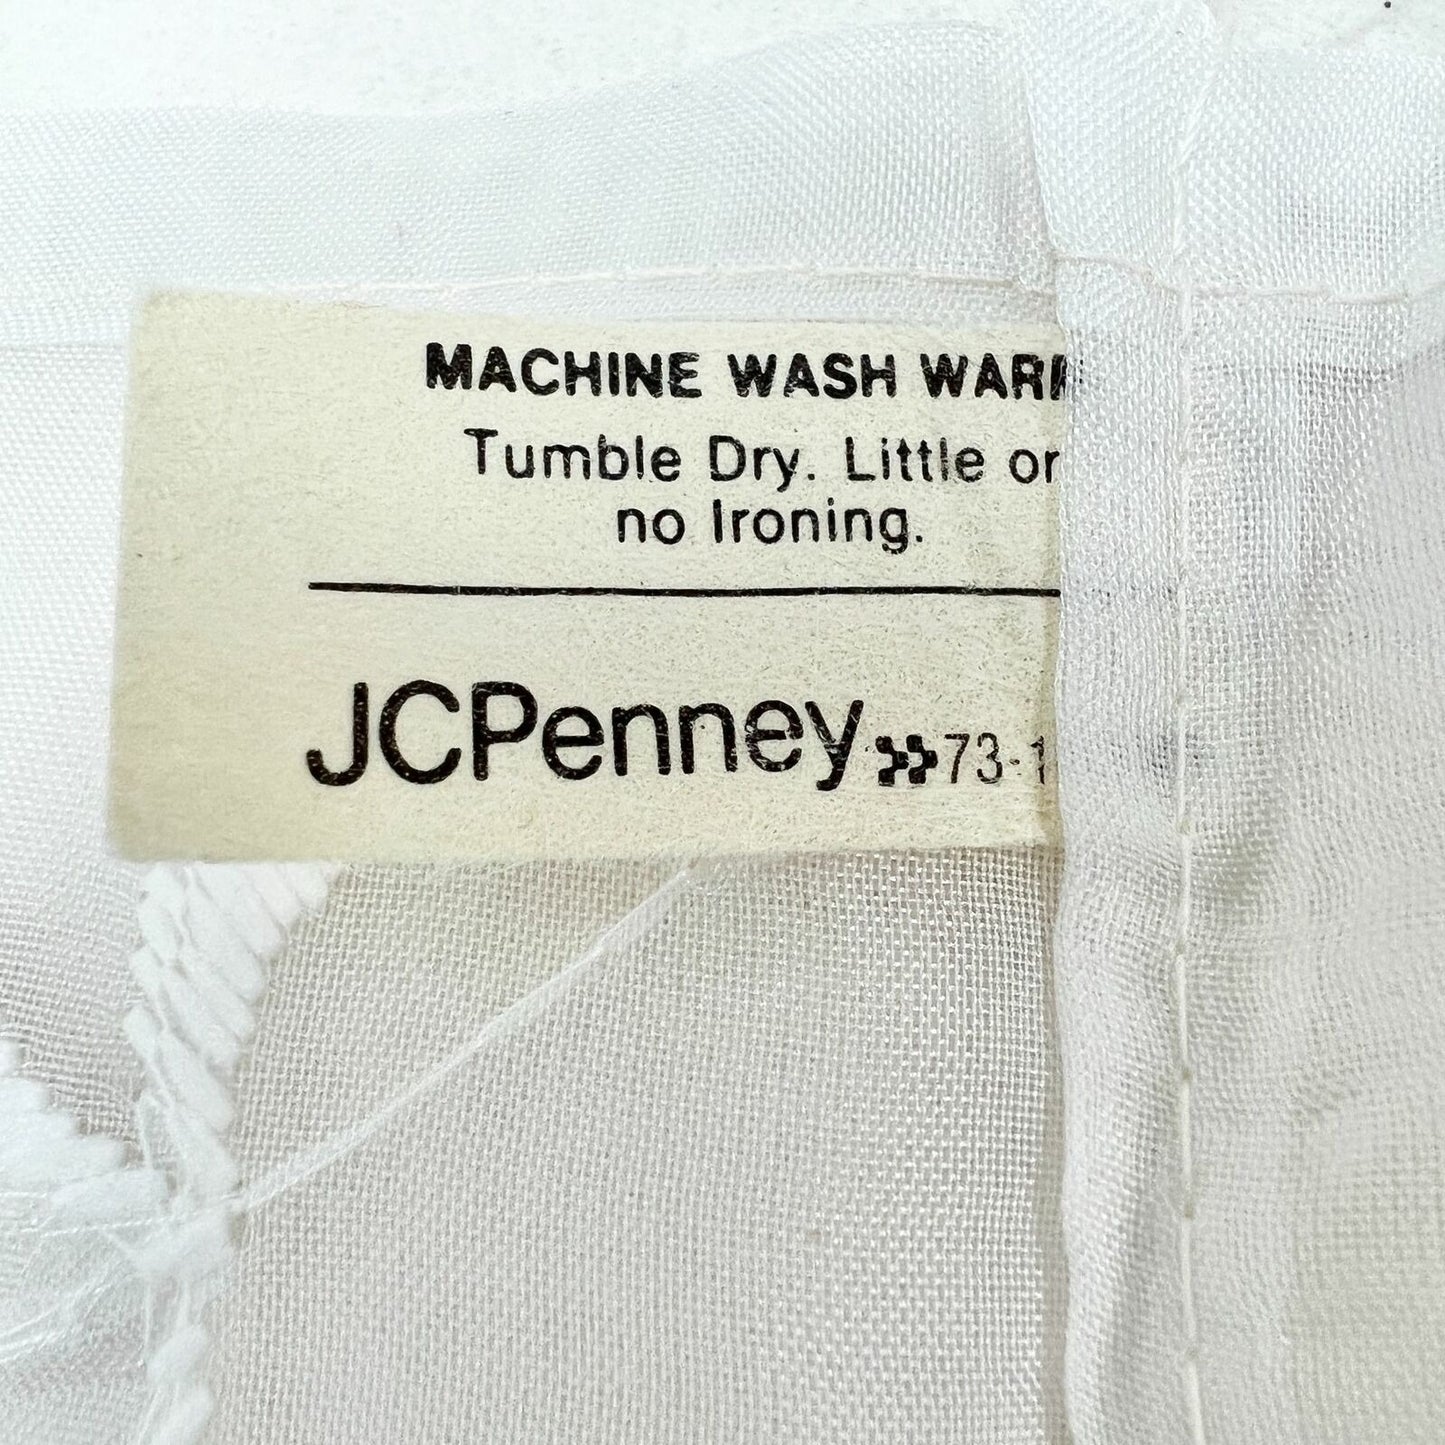 MACHINE WASH WARM
Tumble Dry. Little or
no Ironing.
JCPenney 73-1